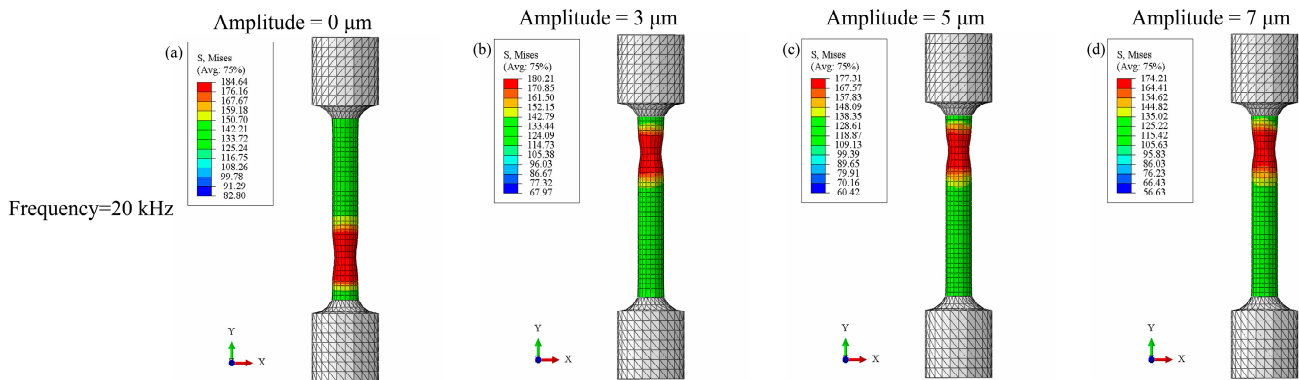 Amplitude = 0 μm
Amplitude = 3 μm
Amplitude = 5 μm
Amplitude = 7 μm
(a)
S, Mises
(Avg: 75%)
184.64
176.16
167.67
159.18
150.70
142.21
133.72
125.24
116.75
108.26
99.78
91.29
82.80
Y
X
(b)
S, Mises
(Avg: 75%)
180.21
170.85
161.50
152.15
142.79
133.44
124.09
114.73
105.38
96.03
86.67
77.32
67.97
Y
X
(c)
S, Mises
(Avg: 75%)
177.31
167.57
157.83
148.09
138.35
128.61
118.87
109.13
99.39
89.65
79.91
70.16
60.42
Y
X
(d)
S, Mises
(Avg: 75%)
174.21
164.41
154.62
144.82
135.02
125.22
115.42
105.63
95.83
86.03
76.23
66.43
56.63
Y
X
Frequency=20 kHz